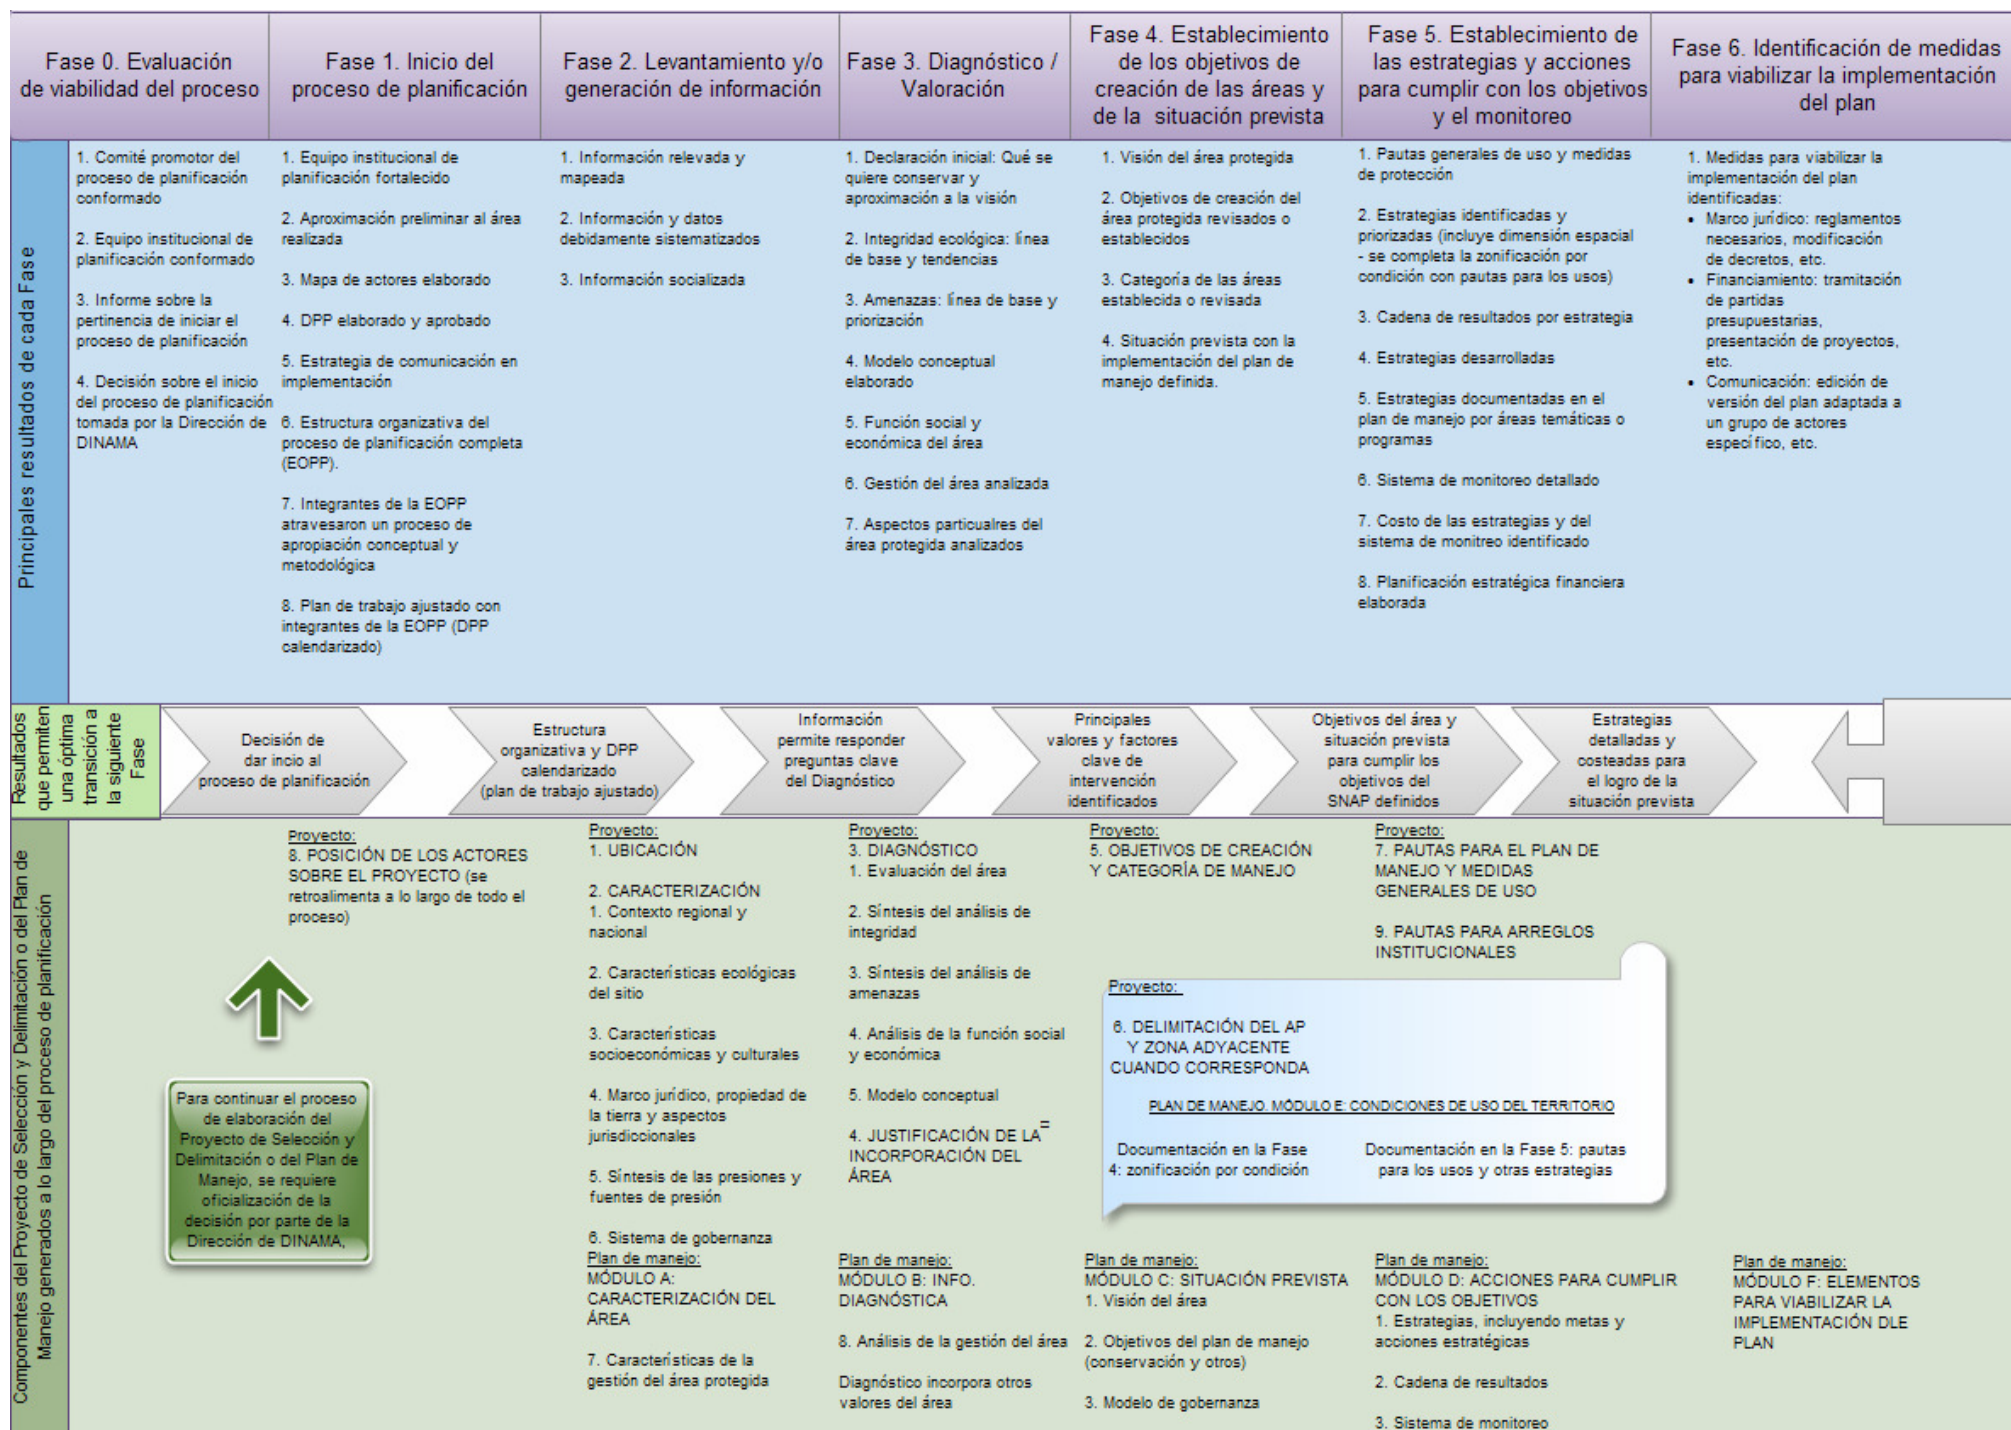 Fase 0. Evaluación
de viabilidad del proceso
Fase 1. Inicio del
proceso de planificación
Fase 2. Levantamiento y/o
generación de información
Fase 3. Diagnóstico /
Valoración
Fase 4. Establecimiento
de los objetivos de
creación de las áreas y
de la situación prevista
Fase 5. Establecimiento de
las estrategias y acciones
para cumplir con los objetivos
y el monitoreo
Fase 6. Identificación de medidas
para viabilizar la implementación
del plan
Principales resultados de cada Fase
1. Comité promotor del
proceso de planificación
conformado
2. Equipo institucional de
planificación conformado
3. Informe sobre la
pertinencia de iniciar el
proceso de planificación
4. Decisión sobre el inicio
del proceso de planificación
tomada por la Dirección de
DINAMA
1. Equipo institucional de
planificación fortalecido
2. Aproximación preliminar al área
realizada
3. Mapa de actores elaborado
4. DPP elaborado y aprobado
5. Estrategia de comunicación en
implementación
6. Estructura organizativa del
proceso de planificación completa
(EOPP).
7. Integrantes de la EOPP
atravesaron un proceso de
apropiación conceptual y
metodológica
8. Plan de trabajo ajustado con
integrantes de la EOPP (DPP
calendarizado)
1. Información relevada y
mapeada
2. Información y datos
debidamente sistematizados
3. Información socializada
1. Declaración inicial: Qué se
quiere conservar y
aproximación a la visión
2. Integridad ecológica: línea
de base y tendencias
3. Amenazas: línea de base y
priorización
4. Modelo conceptual
elaborado
5. Función social y
económica del área
6. Gestión del área analizada
7. Aspectos particualres del
área protegida analizados
1. Visión del área protegida
2. Objetivos de creación del
área protegida revisados o
establecidos
3. Categoría de las áreas
establecida o revisada
4. Situación prevista con la
implementación del plan de
manejo definida.
1. Pautas generales de uso y medidas
de protección
2. Estrategias identificadas y
priorizadas (incluye dimensión espacial
- se completa la zonificación por
condición con pautas para los usos)
3. Cadena de resultados por estrategia
4. Estrategias desarrolladas
5. Estrategias documentadas en el
plan de manejo por áreas temáticas o
programas
6. Sistema de monitoreo detallado
7. Costo de las estrategias y del
sistema de monitreo identificado
8. Planificación estratégica financiera
elaborada
1. Medidas para viabilizar la
implementación del plan
identificadas:
• Marco jurídico: reglamentos
necesarios, modificación
de decretos, etc.
• Financiamiento: tramitación
de partidas
presupuestarias,
presentación de proyectos,
etc.
• Comunicación: edición de
versión del plan adaptada a
un grupo de actores
específico, etc.
Resultados
que permiten
una óptima
transición a
la siguiente
Fase
Decisión de
dar incio al
proceso de planificación
Estructura
organizativa y DPP
calendarizado
(plan de trabajo ajustado)
Información
permite responder
preguntas clave
del Diagnóstico
Principales
valores y factores
clave de
intervención
identificados
Objetivos del área y
situación prevista
para cumplir los
objetivos del
SNAP definidos
Estrategias
detalladas y
costeadas para
el logro de la
situación prevista
Componentes del Proyecto de Selección y Delimitación o del Plan de
Manejo generados a lo largo del proceso de planificación
Para continuar el proceso
de elaboración del
Proyecto de Selección y
Delimitación o del Plan de
Manejo, se requiere
oficialización de la
decisión por parte de la
Dirección de DINAMA,
Proyecto:
8. POSICIÓN DE LOS ACTORES
SOBRE EL PROYECTO (se
retroalimenta a lo largo de todo el
proceso)
Proyecto:
1. UBICACIÓN
2. CARACTERIZACIÓN
1. Contexto regional y
nacional
2. Características ecológicas
del sitio
3. Características
socioeconómicas y culturales
4. Marco jurídico, propiedad de
la tierra y aspectos
jurisdiccionales
5. Síntesis de las presiones y
fuentes de presión
6. Sistema de gobernanza
Plan de manejo:
MÓDULO A:
CARACTERIZACIÓN DEL
ÁREA
7. Características de la
gestión del área protegida
Proyecto:
3. DIAGNÓSTICO
1. Evaluación del área
2. Síntesis del análisis de
integridad
3. Síntesis del análisis de
amenazas
4. Análisis de la función social
y económica
5. Modelo conceptual
4. JUSTIFICACIÓN DE LA=
INCORPORACIÓN DEL
ÁREA
Plan de manejo:
MÓDULO B: INFO.
DIAGNÓSTICA
8. Análisis de la gestión del área
Diagnóstico incorpora otros
valores del área
Proyecto:
5. OBJETIVOS DE CREACIÓN
Y CATEGORÍA DE MANEJO
Proyecto:
7. PAUTAS PARA EL PLAN DE
MANEJO Y MEDIDAS
GENERALES DE USO
9. PAUTAS PARA ARREGLOS
INSTITUCIONALES
Proyecto:
6. DELIMITACIÓN DEL AP
Y ZONA ADYACENTE
CUANDO CORRESPONDA
PLAN DE MANEJO. MÓDULO E: CONDICIONES DE USO DEL TERRITORIO
Documentación en la Fase
4: zonificación por condición
Documentación en la Fase 5: pautas
para los usos y otras estrategias
Plan de manejo:
MÓDULO C: SITUACIÓN PREVISTA
1. Visión del área
2. Objetivos del plan de manejo
(conservación y otros)
3. Modelo de gobernanza
Plan de manejo:
MÓDULO D: ACCIONES PARA CUMPLIR
CON LOS OBJETIVOS
1. Estrategias, incluyendo metas y
acciones estratégicas
2. Cadena de resultados
3. Sistema de monitoreo
Plan de manejo:
MÓDULO F: ELEMENTOS
PARA VIABILIZAR LA
IMPLEMENTACIÓN DLE
PLAN